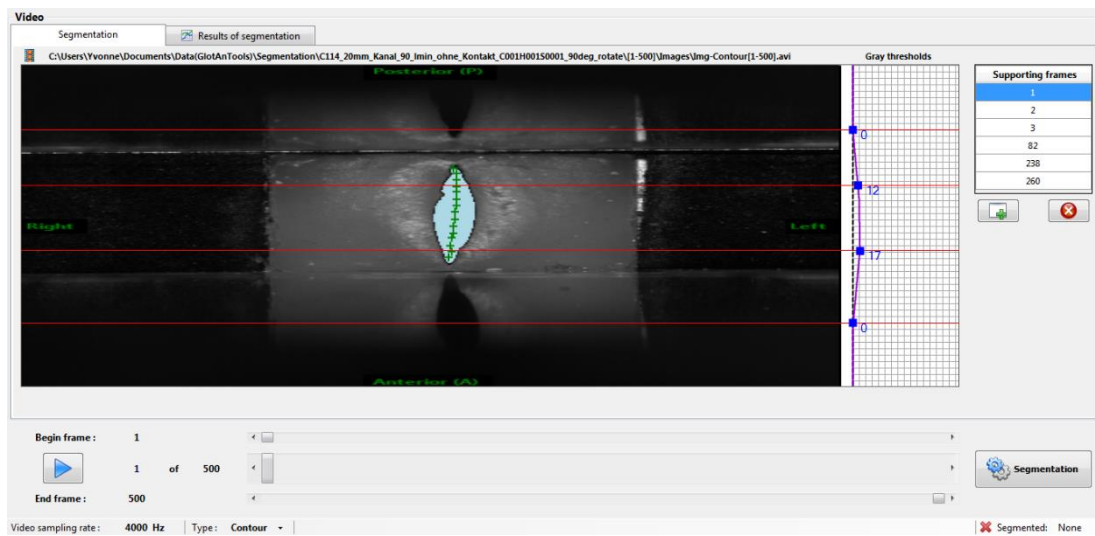 Video
Segmentation
Results of segmentation
C:\Users\Yvonne\Documents\Data(GlotAnTools)\Segmentation\C114_20mm_Kanal_90_lmin_ohne_Kontakt_C001H001S0001_90deg_rotate\[1-500]\Images\Img-Contour[1-500].avi
Gray thresholds
Posterior (P)
Right
Left
Anterior (A)
0
12
17
0
Supporting frames
1
2
3
82
238
260
Begin frame : 1
1 of 500
End frame : 500
Segmentation
Video sampling rate : 4000 Hz Type : Contour
Segmented: None